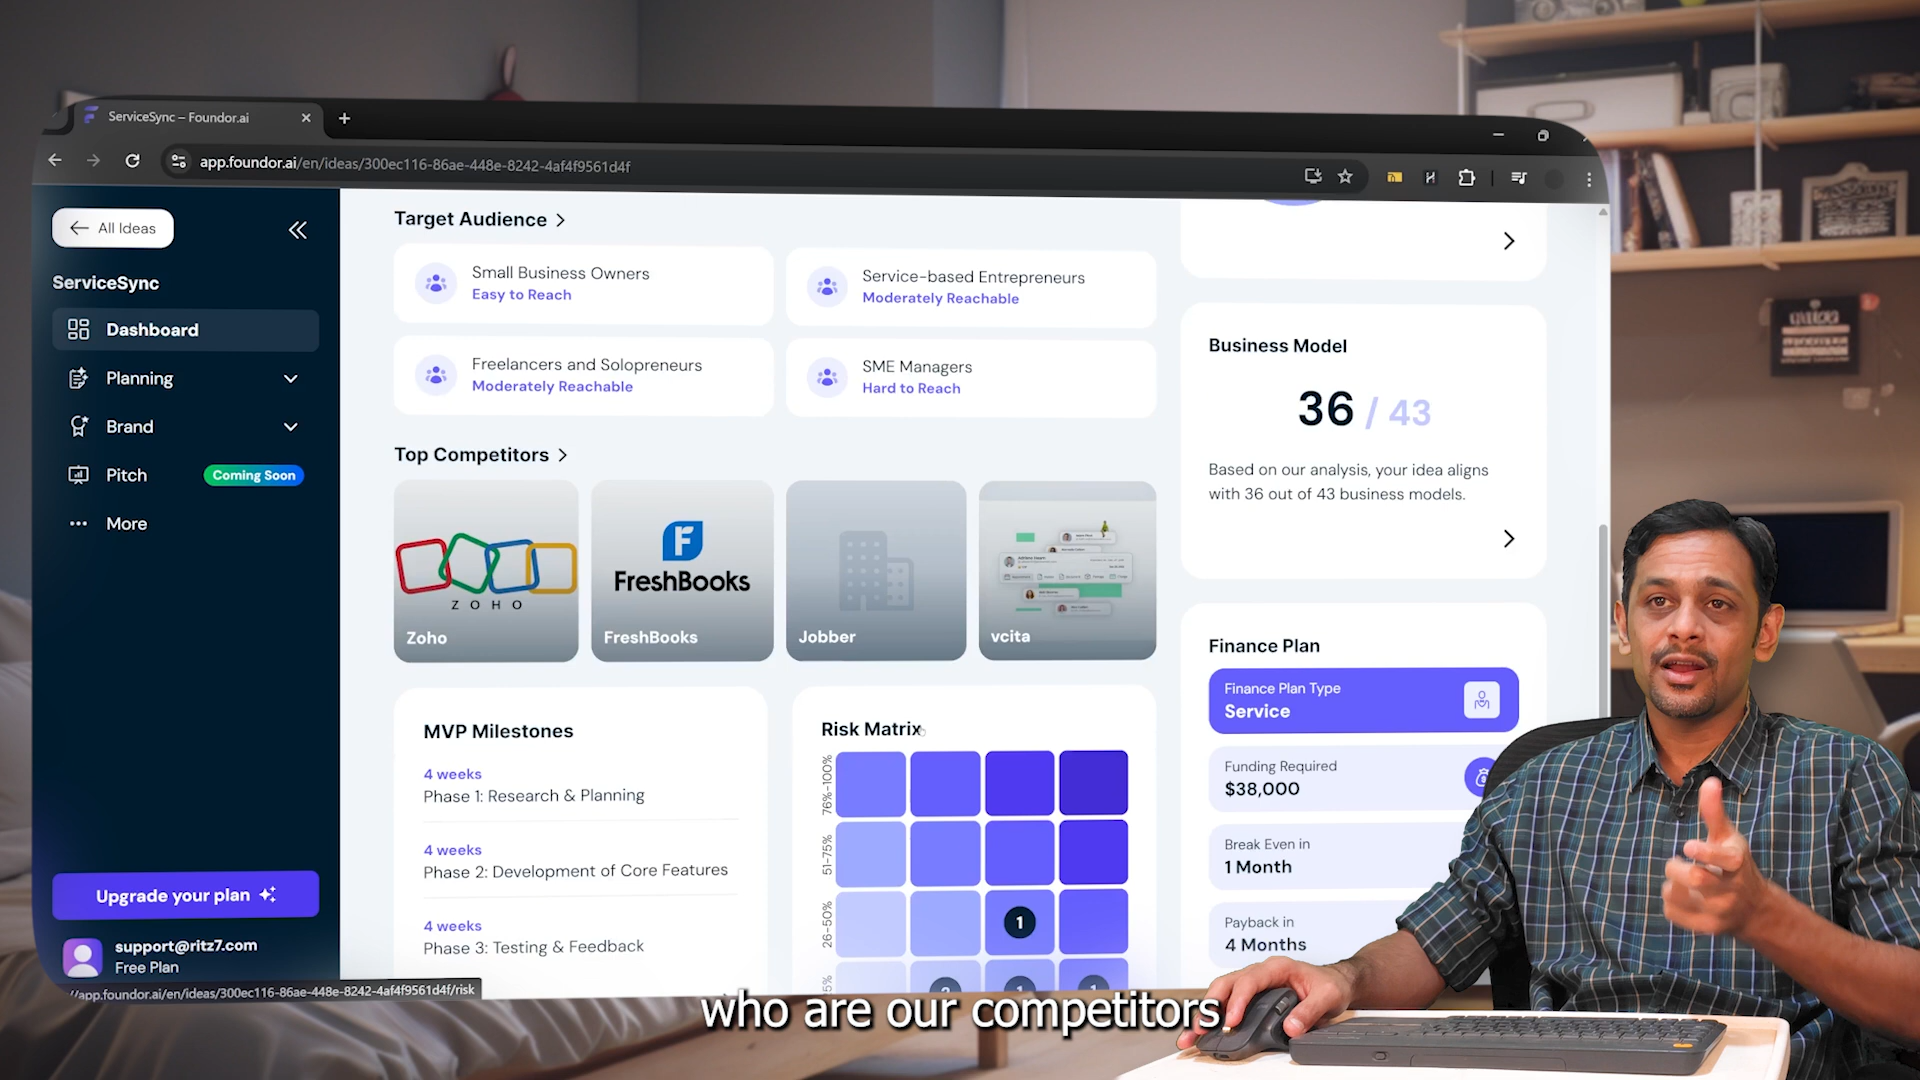 ServiceSync – Foundor.ai
app.foundor.ai/en/ideas/300ec116-86ae-448e-8242-4af4f9561d4f
All Ideas
ServiceSync
Dashboard
Planning
Brand
Pitch
Coming Soon
More
Upgrade your plan
support@ritz7.com
Free Plan
//app.foundor.ai/en/ideas/300ec116-86ae-448e-8242-4af4f9561d4f/risk
Target Audience
Small Business Owners
Easy to Reach
Service-based Entrepreneurs
Moderately Reachable
Freelancers and Solopreneurs
Moderately Reachable
SME Managers
Hard to Reach
Top Competitors
ZOHO
Zoho
FreshBooks
FreshBooks
Jobber
vcita
MVP Milestones
4 weeks
Phase 1: Research & Planning
4 weeks
Phase 2: Development of Core Features
4 weeks
Phase 3: Testing & Feedback
Risk Matrix
76%-100%
51-75%
26-50%
1
Business Model
36 / 43
Based on our analysis, your idea aligns
with 36 out of 43 business models.
Finance Plan
Finance Plan Type
Service
Funding Required
$38,000
Break Even in
1 Month
Payback in
4 Months
who are our competitors